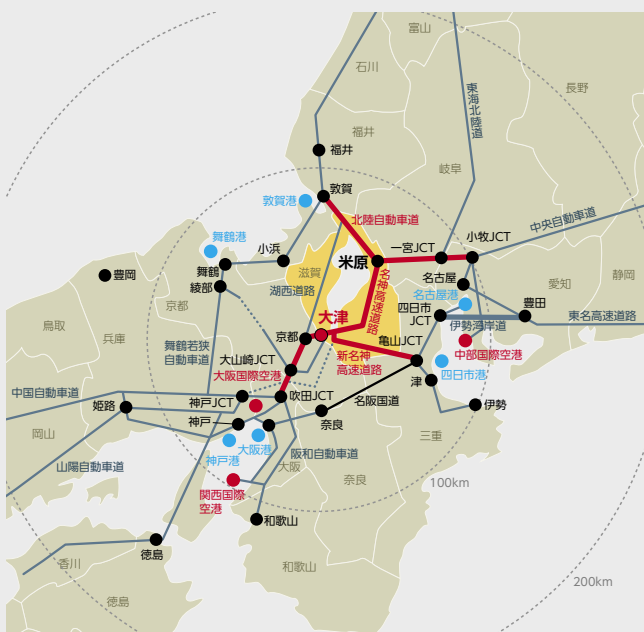 富山
石川
長野
東海北陸道
福井
福井
岐阜
敦賀
敦賀港
北陸自動車道
中央自動車道
舞鶴港
小浜
米原
一宮JCT
小牧JCT
豊岡
舞鶴
滋賀
名神高速道路
名古屋
愛知
静岡
綾部
湖西道路
名古屋港
京都
大津
四日市
JCT
豊田
鳥取
兵庫
伊勢湾岸道
東名高速道路
舞鶴若狭
自動車道
京都
亀山JCT
中部国際空港
大山崎JCT
新名神
高速道路
大阪国際空港
四日市港
中国自動車道
神戸JCT
吹田JCT
名阪国道
津
姫路
伊勢
神戸
奈良
岡山
大阪港
三重
神戸港
阪和自動車道
山陽自動車道
大阪
奈良
100km
関西国際
空港
和歌山
徳島
香川
和歌山
200km
徳島